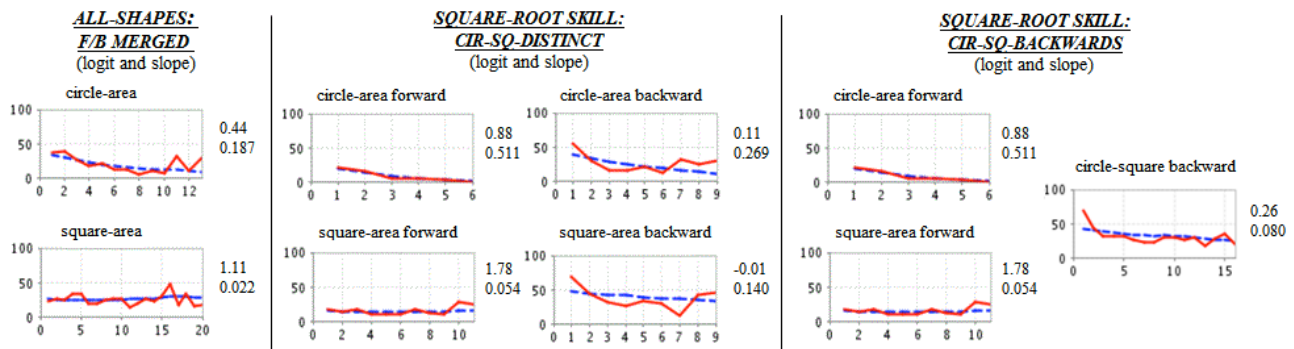 ALL-SHAPES:
F/B MERGED
(logit and slope)
circle-area
100
50
0
0 2 4 6 8 10 12
0.44
0.187
square-area
100
50
0
0 5 10 15 20
1.11
0.022
SQUARE-ROOT SKILL:
CIR-SQ-DISTINCT
(logit and slope)
circle-area forward
100
50
0
0 1 2 3 4 5 6
0.88
0.511
circle-area backward
100
50
0
0 1 2 3 4 5 6 7 8 9
0.11
0.269
square-area forward
100
50
0
0 2 4 6 8 10
1.78
0.054
square-area backward
100
50
0
0 1 2 3 4 5 6 7 8 9
-0.01
0.140
SQUARE-ROOT SKILL:
CIR-SQ-BACKWARDS
(logit and slope)
circle-area forward
100
50
0
0 1 2 3 4 5 6
0.88
0.511
square-area forward
100
50
0
0 2 4 6 8 10
1.78
0.054
circle-square backward
100
50
0
0 5 10 15
0.26
0.080